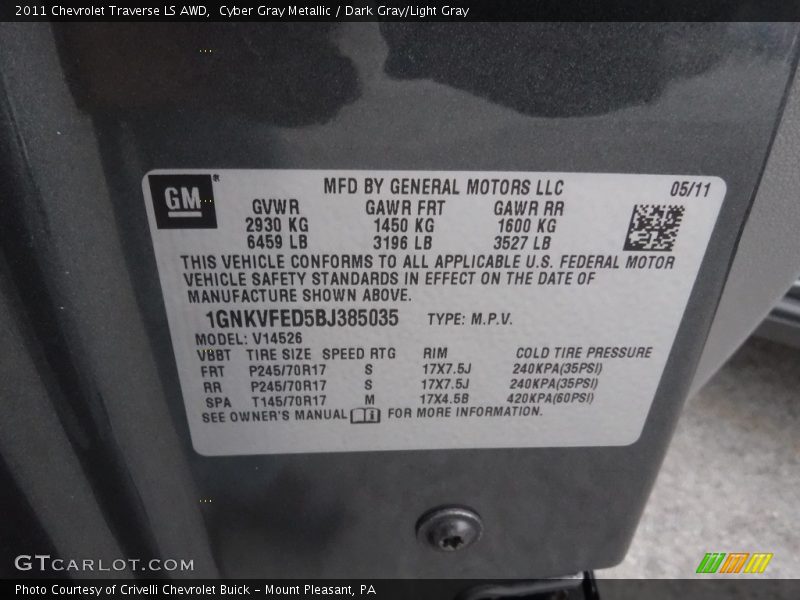 2011 Chevrolet Traverse LS AWD, Cyber Gray Metallic / Dark Gray/Light Gray
GM®
MFD BY GENERAL MOTORS LLC 05/11
GVWR GAWR FRT GAWR RR
2930 KG 1450 KG 1600 KG
6459 LB 3196 LB 3527 LB
THIS VEHICLE CONFORMS TO ALL APPLICABLE U.S. FEDERAL MOTOR
VEHICLE SAFETY STANDARDS IN EFFECT ON THE DATE OF
MANUFACTURE SHOWN ABOVE.
1GNKVFED5BJ385035 TYPE: M.P.V.
MODEL: V14526
VBBT TIRE SIZE SPEED RTG RIM COLD TIRE PRESSURE
FRT P245/70R17 S 17X7.5J 240KPA(35PSI)
RR P245/70R17 S 17X7.5J 240KPA(35PSI)
SPA T145/70R17 M 17X4.5B 420KPA(60PSI)
SEE OWNER'S MANUAL FOR MORE INFORMATION.
GTCARLOT.COM
Photo Courtesy of Crivelli Chevrolet Buick - Mount Pleasant, PA